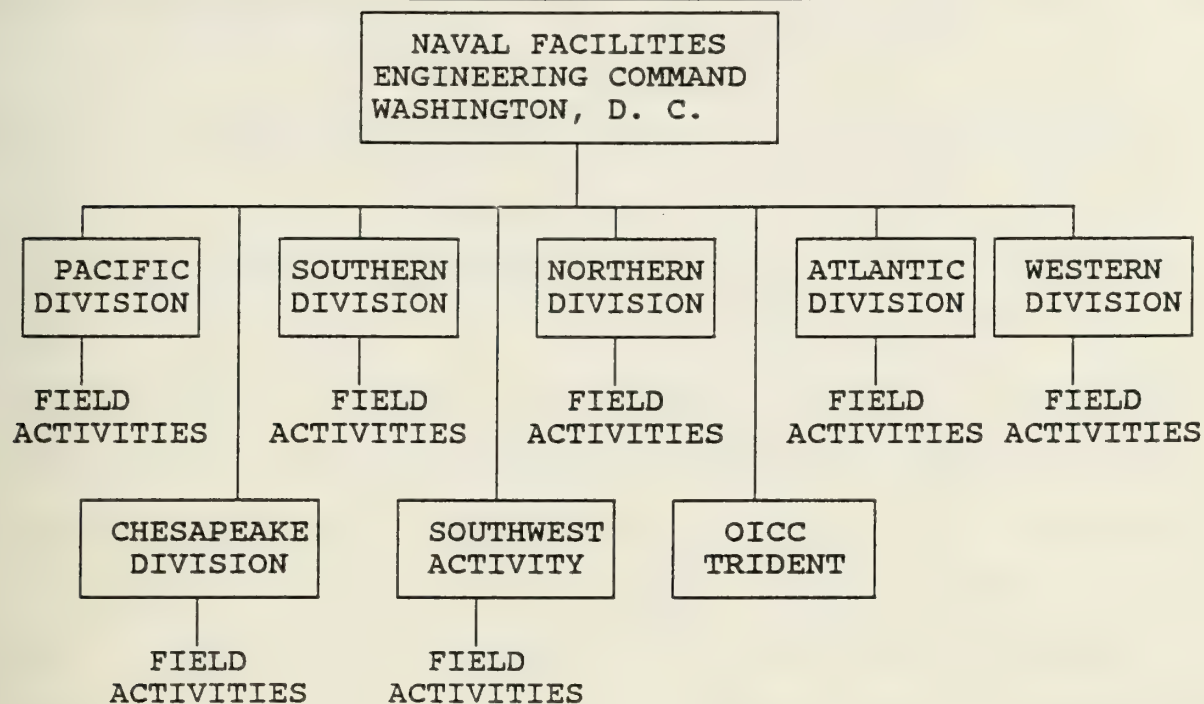 NAVAL FACILITIES
ENGINEERING COMMAND
WASHINGTON, D. C.
PACIFIC
DIVISION
SOUTHERN
DIVISION
NORTHERN
DIVISION
ATLANTIC
DIVISION
WESTERN
DIVISION
FIELD
ACTIVITIES
FIELD
ACTIVITIES
FIELD
ACTIVITIES
FIELD
ACTIVITIES
FIELD
ACTIVITIES
CHESAPEAKE
DIVISION
SOUTHWEST
ACTIVITY
OICC
TRIDENT
FIELD
ACTIVITIES
FIELD
ACTIVITIES